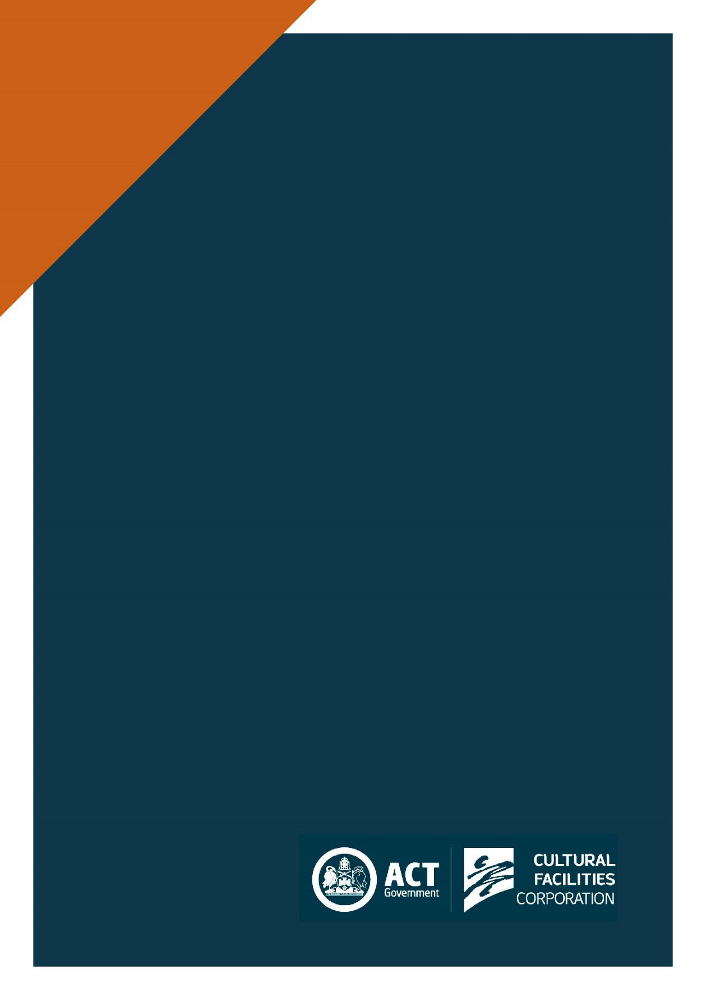 ACT
Government
CULTURAL
FACILITIES
CORPORATION